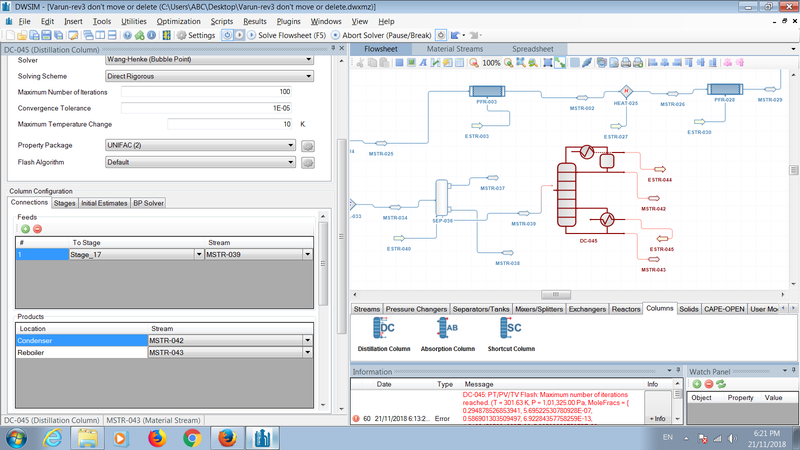 DWSIM - [Varun-rev3 don't move or delete (C:\Users\ABC\Desktop\Varun-rev3 don't move or delete.dwxmz)]
File Edit Insert Tools Utilities Optimization Scripts Results Plugins Windows View Help
Settings Solve Flowsheet (F5) Abort Solver (Pause/Break)
DC-045 (Distillation Column)
Solver Wang-Henke (Bubble Point)
Solving Scheme Direct Rigorous
Maximum Number of Iterations 100
Convergence Tolerance 1E-05
Maximum Temperature Change 10 K
Property Package UNIFAC (2)
Flash Algorithm Default
Column Configuration
Connections Stages Initial Estimates BP Solver
Feeds
# To Stage Stream
1 Stage_17 MSTR-039
Products
Location Stream
Condenser MSTR-042
Reboiler MSTR-043
DC-045 (Distillation Column) MSTR-043 (Material Stream)
Flowsheet Material Streams Spreadsheet
100%
PFR-003 MSTR-002 HEAT-025 MSTR-026 PFR-028 MSTR-029
ESTR-003 ESTR-027 ESTR-030
MSTR-025
MSTR-037
ESTR-044
-033 MSTR-034 SEP-036 MSTR-039 MSTR-042
ESTR-040 DC-045 ESTR-045
MSTR-038 MSTR-043
Streams Pressure Changers Separators/Tanks Mixers/Splitters Exchangers Reactors Columns Solids CAPE-OPEN User Mod
DC AB SC
Distillation Column Absorption Column Shortcut Column
Information
Date Type Message Info
60 21/11/2018 6:13:2... Error
DC-045: PT/PV/TV Flash: Maximum number of iterations
reached. (T = 301.63 K, P = 1,01,325.00 Pa, MoleFracs = {
0.294878526853941, 5.69522530780928E-07,
0.586901303509497, 6.92284357758259E-13,
+ Info
Watch Panel
Object Property Value
EN 6:21 PM
21/11/2018